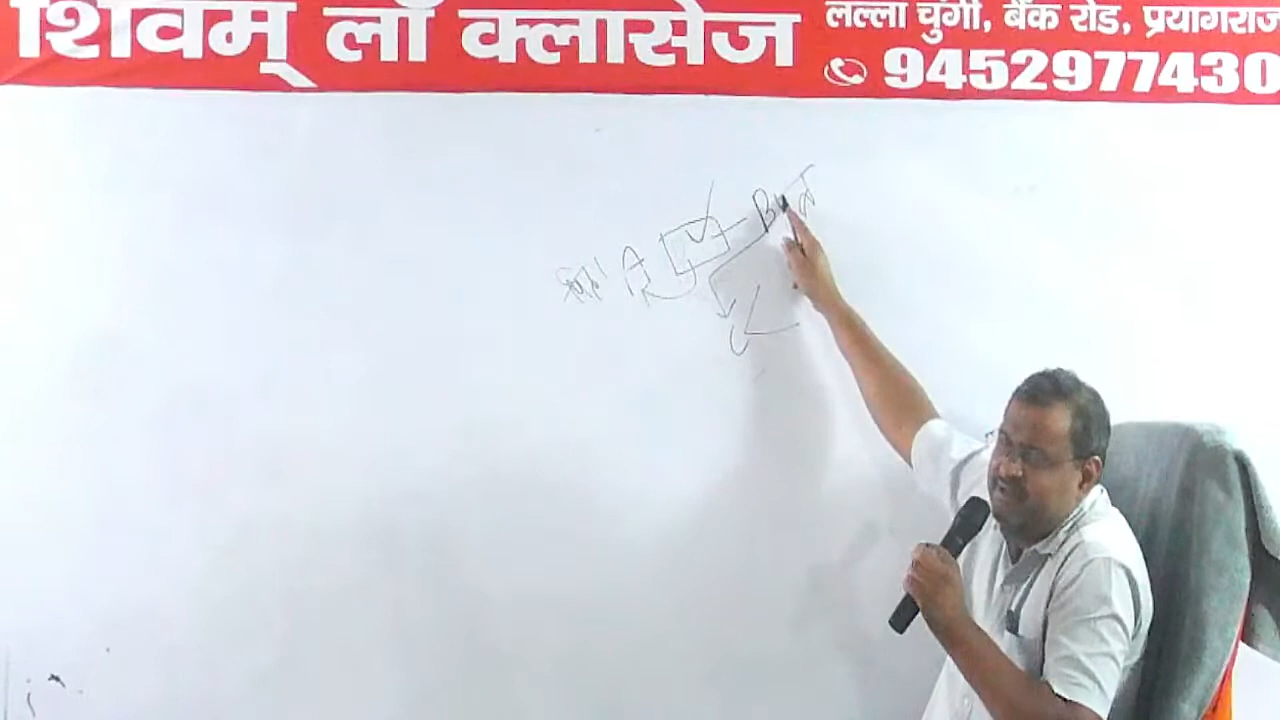 शिवम् लॉ क्लासेज
लल्ला चुंगी, बैंक रोड, प्रयागराज
9452977430
A
B
C